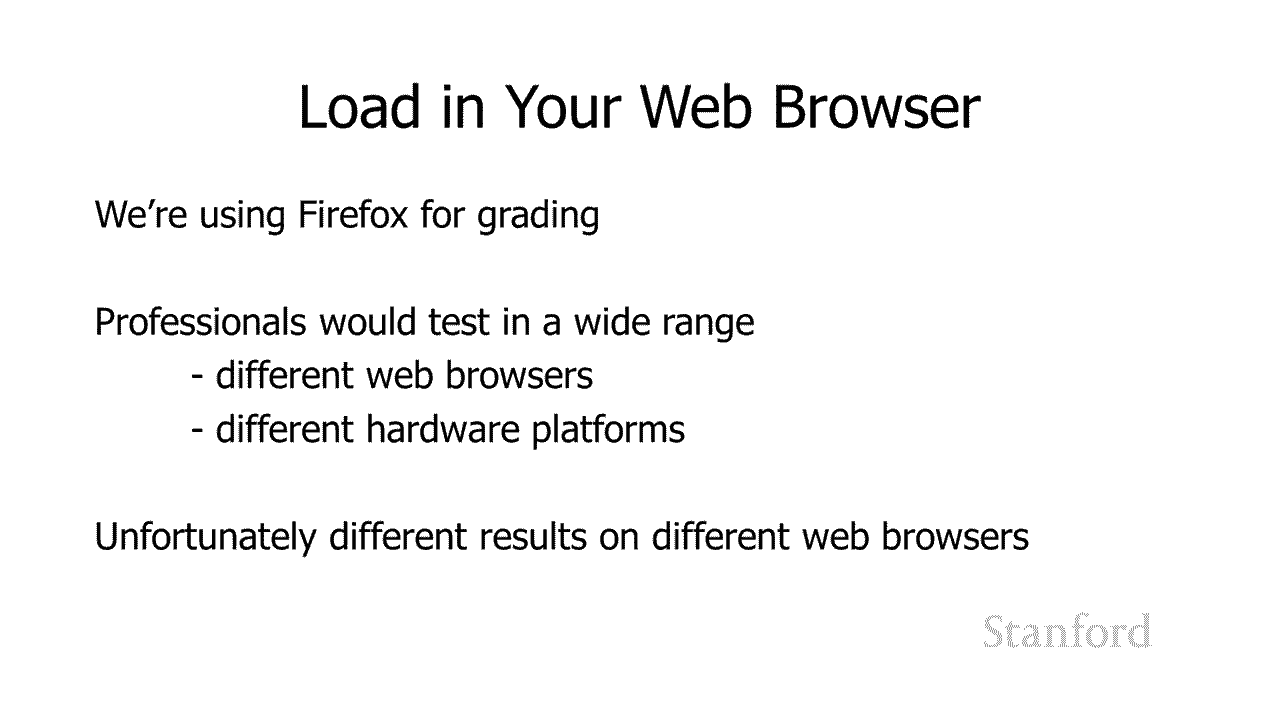 Load in Your Web Browser
We’re using Firefox for grading
Professionals would test in a wide range
- different web browsers
- different hardware platforms
Unfortunately different results on different web browsers
Stanford